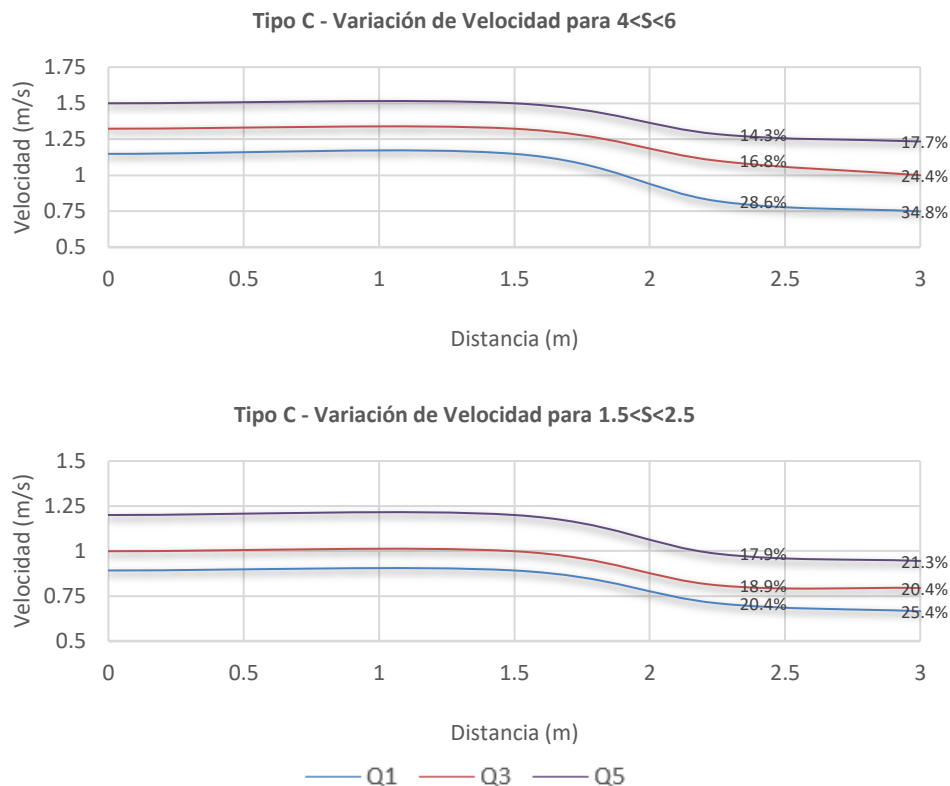 Tipo C - Variación de Velocidad para 4<S<6
Velocidad (m/s)
1.75
1.5
1.25
1
0.75
0.5
14.3%
17.7%
16.8%
24.4%
28.6%
34.8%
0 0.5 1 1.5 2 2.5 3
Distancia (m)
Tipo C - Variación de Velocidad para 1.5<S<2.5
Velocidad (m/s)
1.5
1.25
1
0.75
0.5
17.9%
21.3%
18.9%
20.4%
20.4%
25.4%
0 0.5 1 1.5 2 2.5 3
Distancia (m)
Q1 Q3 Q5